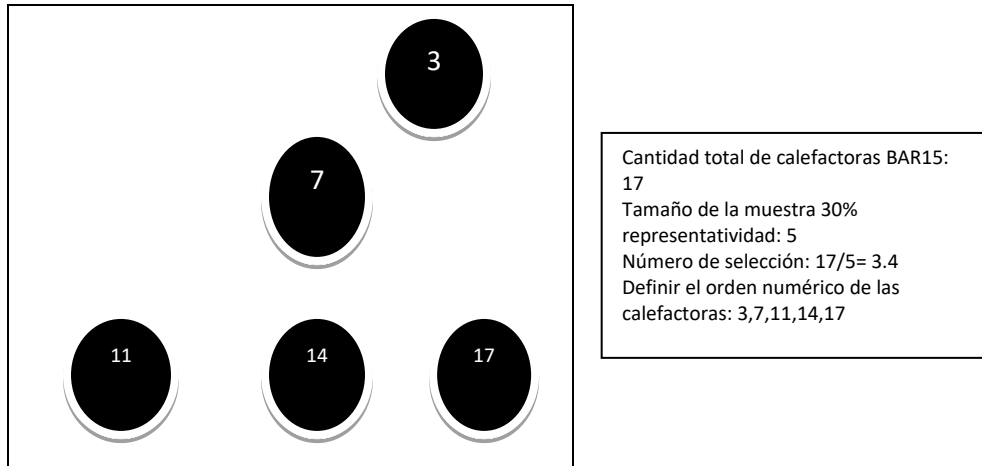 3
7
11
14
17
Cantidad total de calefactoras BAR15:
17
Tamaño de la muestra 30%
representatividad: 5
Número de selección: 17/5= 3.4
Definir el orden numérico de las
calefactoras: 3,7,11,14,17